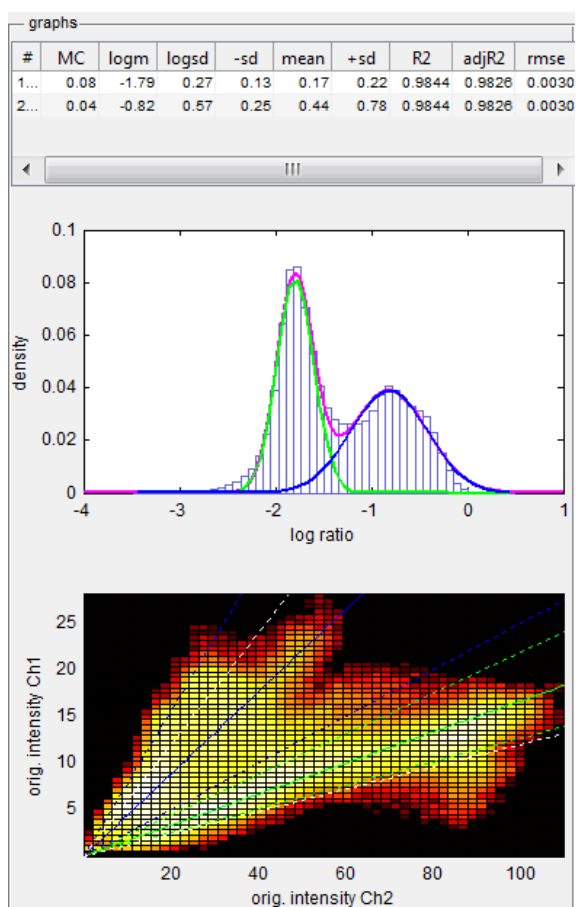 graphs
# MC logm logsd -sd mean +sd R2 adjR2 rmse
1... 0.08 -1.79 0.27 0.13 0.17 0.22 0.9844 0.9826 0.0030
2... 0.04 -0.82 0.57 0.25 0.44 0.78 0.9844 0.9826 0.0030
0.1
0.08
0.06
0.04
0.02
0
density
-4 -3 -2 -1 0 1
log ratio
25
20
15
10
5
orig. intensity Ch1
20 40 60 80 100
orig. intensity Ch2